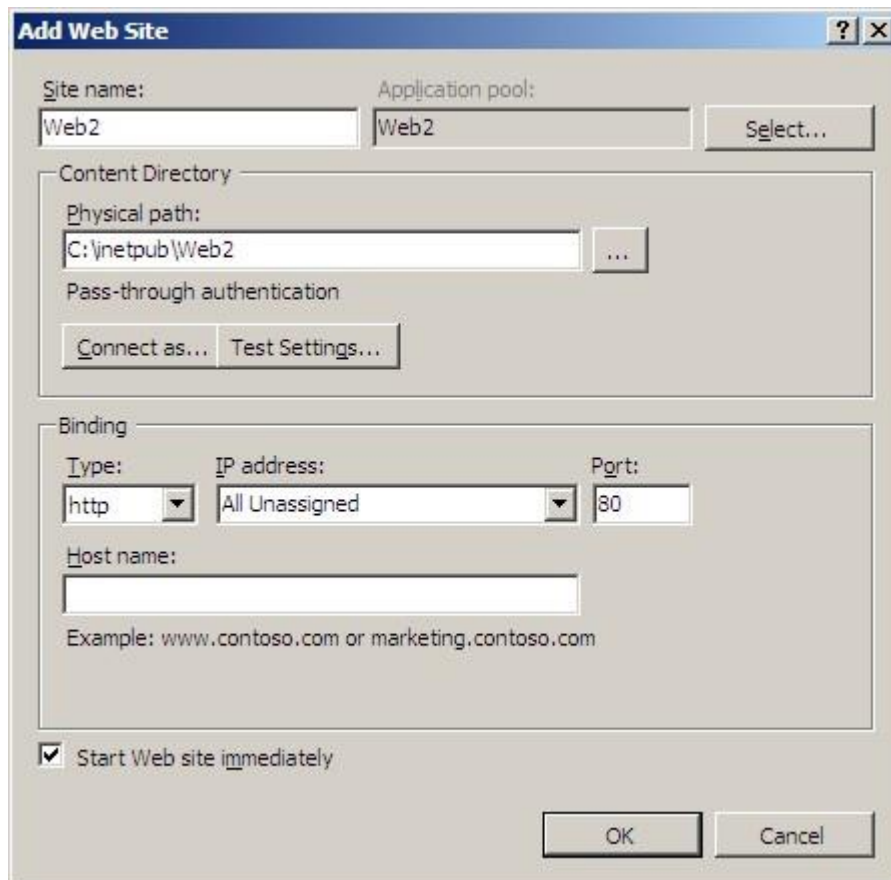 Add Web Site
Site name:
Application pool:
Web2
Web2
Select...
Content Directory
Physical path:
C:\inetpub\Web2
...
Pass-through authentication
Connect as...
Test Settings...
Binding
Type:
IP address:
Port:
http
All Unassigned
80
Host name:
Example: www.contoso.com or marketing.contoso.com
Start Web site immediately
OK
Cancel